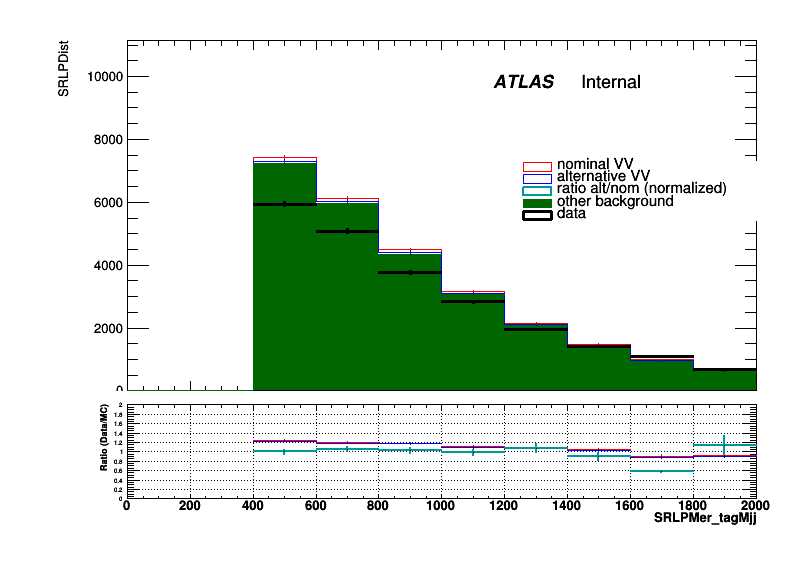 SRLPDist
10000
8000
6000
4000
2000
0
ATLAS Internal
nominal VV
alternative VV
ratio alt/nom (normalized)
other background
data
Ratio (Data/MC)
2
1.8
1.6
1.4
1.2
1
0.8
0.6
0.4
0.2
0
0 200 400 600 800 1000 1200 1400 1600 1800 2000
SRLPMer_tagMjj